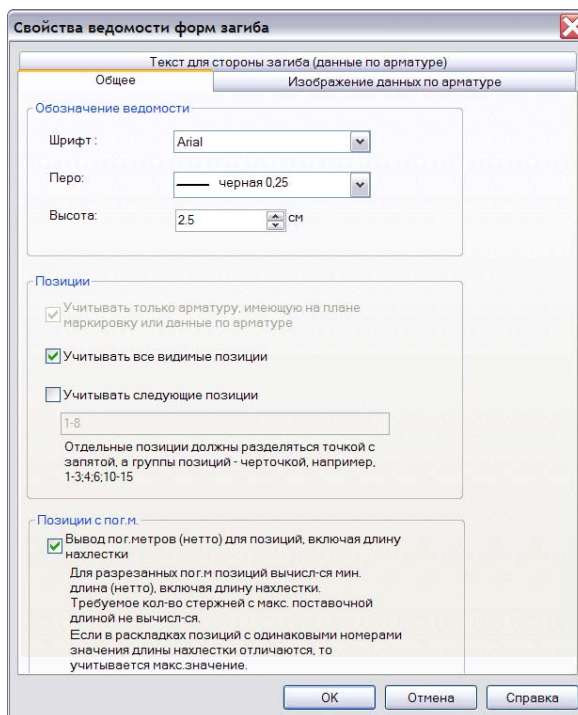 Свойства ведомости форм загиба
Текст для стороны загиба (данные по арматуре)
Общее
Изображение данных по арматуре
Обозначение ведомости
Шрифт :
Arial
Перо:
черная 0,25
Высота:
2.5
см
Позиции
Учитывать только арматуру, имеющую на плане
маркировку или данные по арматуре
Учитывать все видимые позиции
Учитывать следующие позиции
1-8
Отдельные позиции должны разделяться точкой с
запятой, а группы позиций - черточкой, например,
1-3;4;6;10-15
Позиции с пог.м.
Вывод пог.метров (нетто) для позиций, включая длину
нахлестки
Для разрезанных пог.м позиций вычисл-ся мин.
длина (нетто), включая длину нахлестки.
Требуемое кол-во стержней с макс. поставочной
длиной не вычисл-ся.
Если в раскладках позиций с одинаковыми номерами
значения длины нахлестки отличаются, то
учитывается макс.значение.
ОК
Отмена
Справка